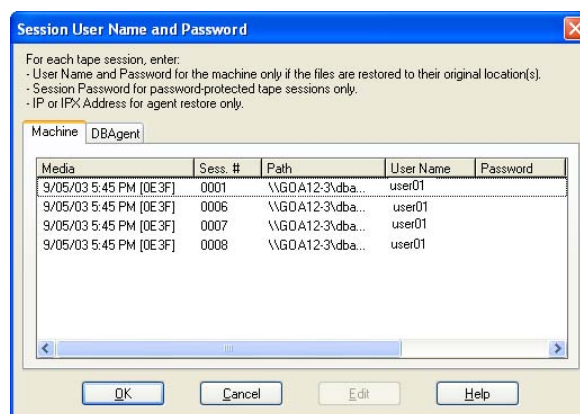 Session User Name and Password
For each tape session, enter:
- User Name and Password for the machine only if the files are restored to their original location(s).
- Session Password for password-protected tape sessions only.
- IP or IPX Address for agent restore only.
Machine DBAgent
Media Sess. # Path User Name Password
9/05/03 5:45 PM [0E3F] 0001 \\GOA12-3\dba... user01
9/05/03 5:45 PM [0E3F] 0006 \\GOA12-3\dba... user01
9/05/03 5:45 PM [0E3F] 0007 \\GOA12-3\dba... user01
9/05/03 5:45 PM [0E3F] 0008 \\GOA12-3\dba... user01
OK Cancel Edit Help